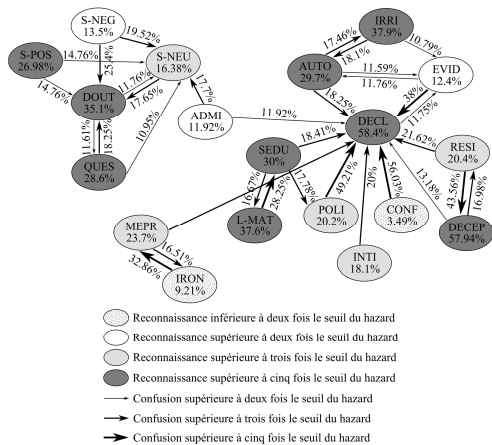 S-NEG
13.5%
S-POS
26.98%
19.52%
14.76%
25.4%
S-NEU
16.38%
14.76%
11.76%
17.65%
17.7%
DOUT
35.1%
11.61%
18.25%
10.95%
QUES
28.6%
ADMI
11.92%
11.92%
IRRI
37.9%
17.46%
18.1%
10.79%
AUTO
29.7%
11.59%
11.76%
EVID
12.4%
18.25%
38%
11.75%
DECL
58.4%
18.41%
21.62%
SEDU
30%
RESI
20.4%
16.67%
28.25%
17.78%
49.21%
20%
56.03%
13.18%
43.56%
16.98%
L-MAT
37.6%
POLI
20.2%
CONF
3.49%
DECEP
57.94%
MEPR
23.7%
16.51%
32.86%
IRON
9.21%
INTI
18.1%
Reconnaissance inférieure à deux fois le seuil du hazard
Reconnaissance supérieure à deux fois le seuil du hazard
Reconnaissance supérieure à trois fois le seuil du hazard
Reconnaissance supérieure à cinq fois le seuil du hazard
Confusion supérieure à deux fois le seuil du hazard
Confusion supérieure à trois fois le seuil du hazard
Confusion supérieure à cinq fois le seuil du hazard